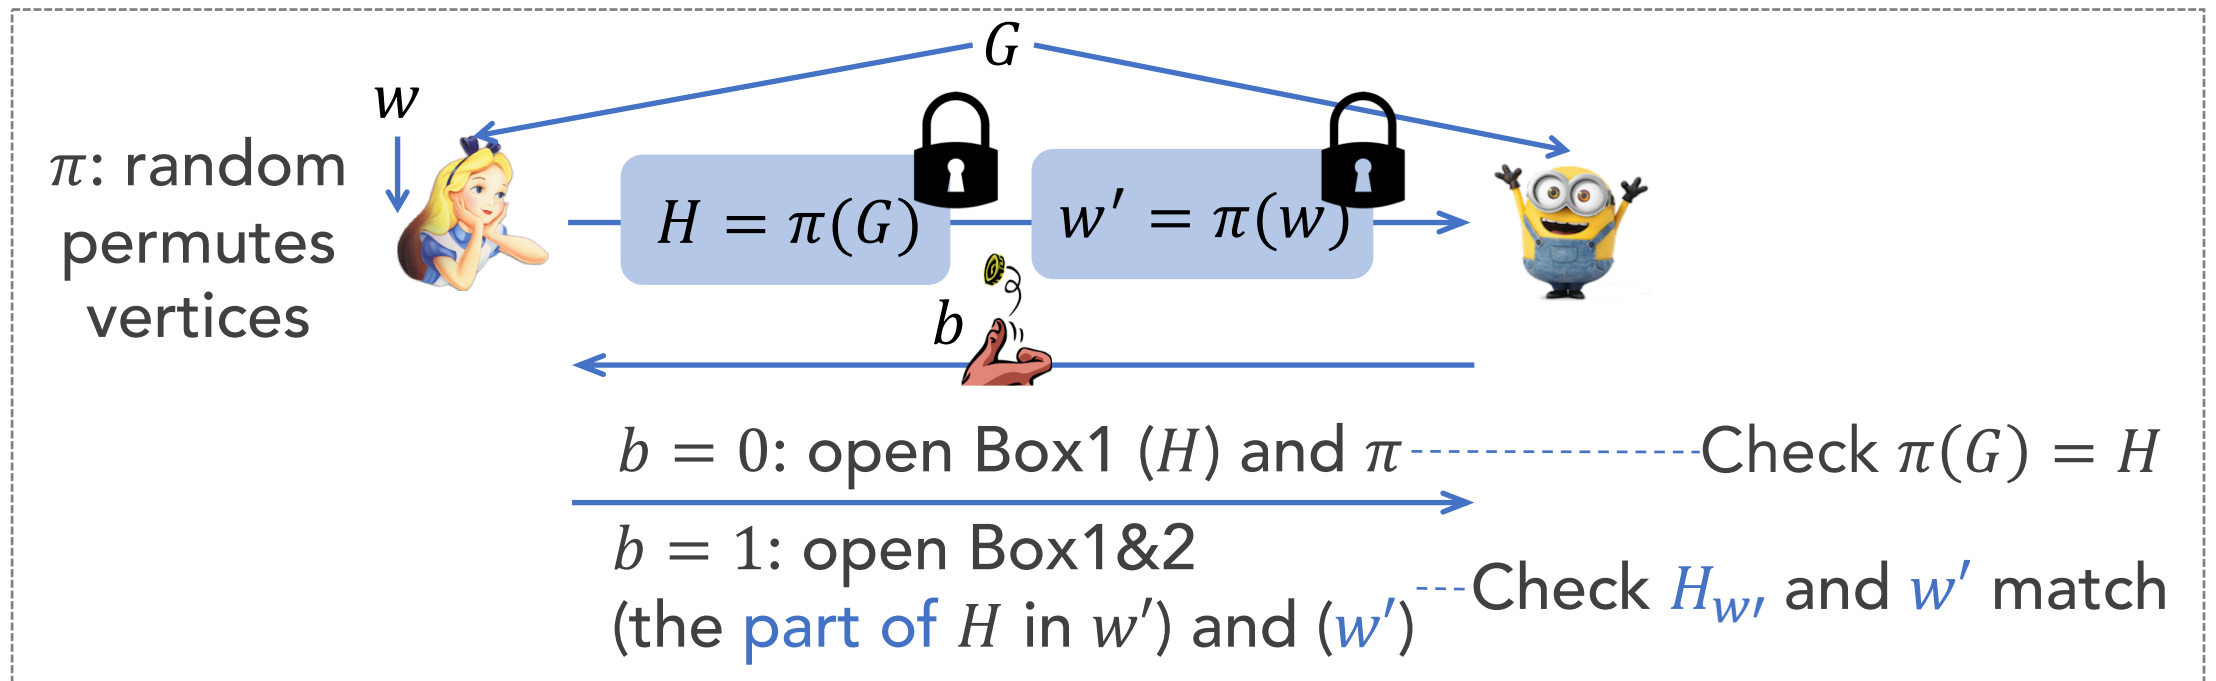 G
w
π: random
permutes
vertices
H = π(G)
w′ = π(w)
b
b = 0: open Box1 (H) and π
Check π(G) = H
b = 1: open Box1&2
(the part of H in w′) and (w′)
Check H_{w′} and w′ match